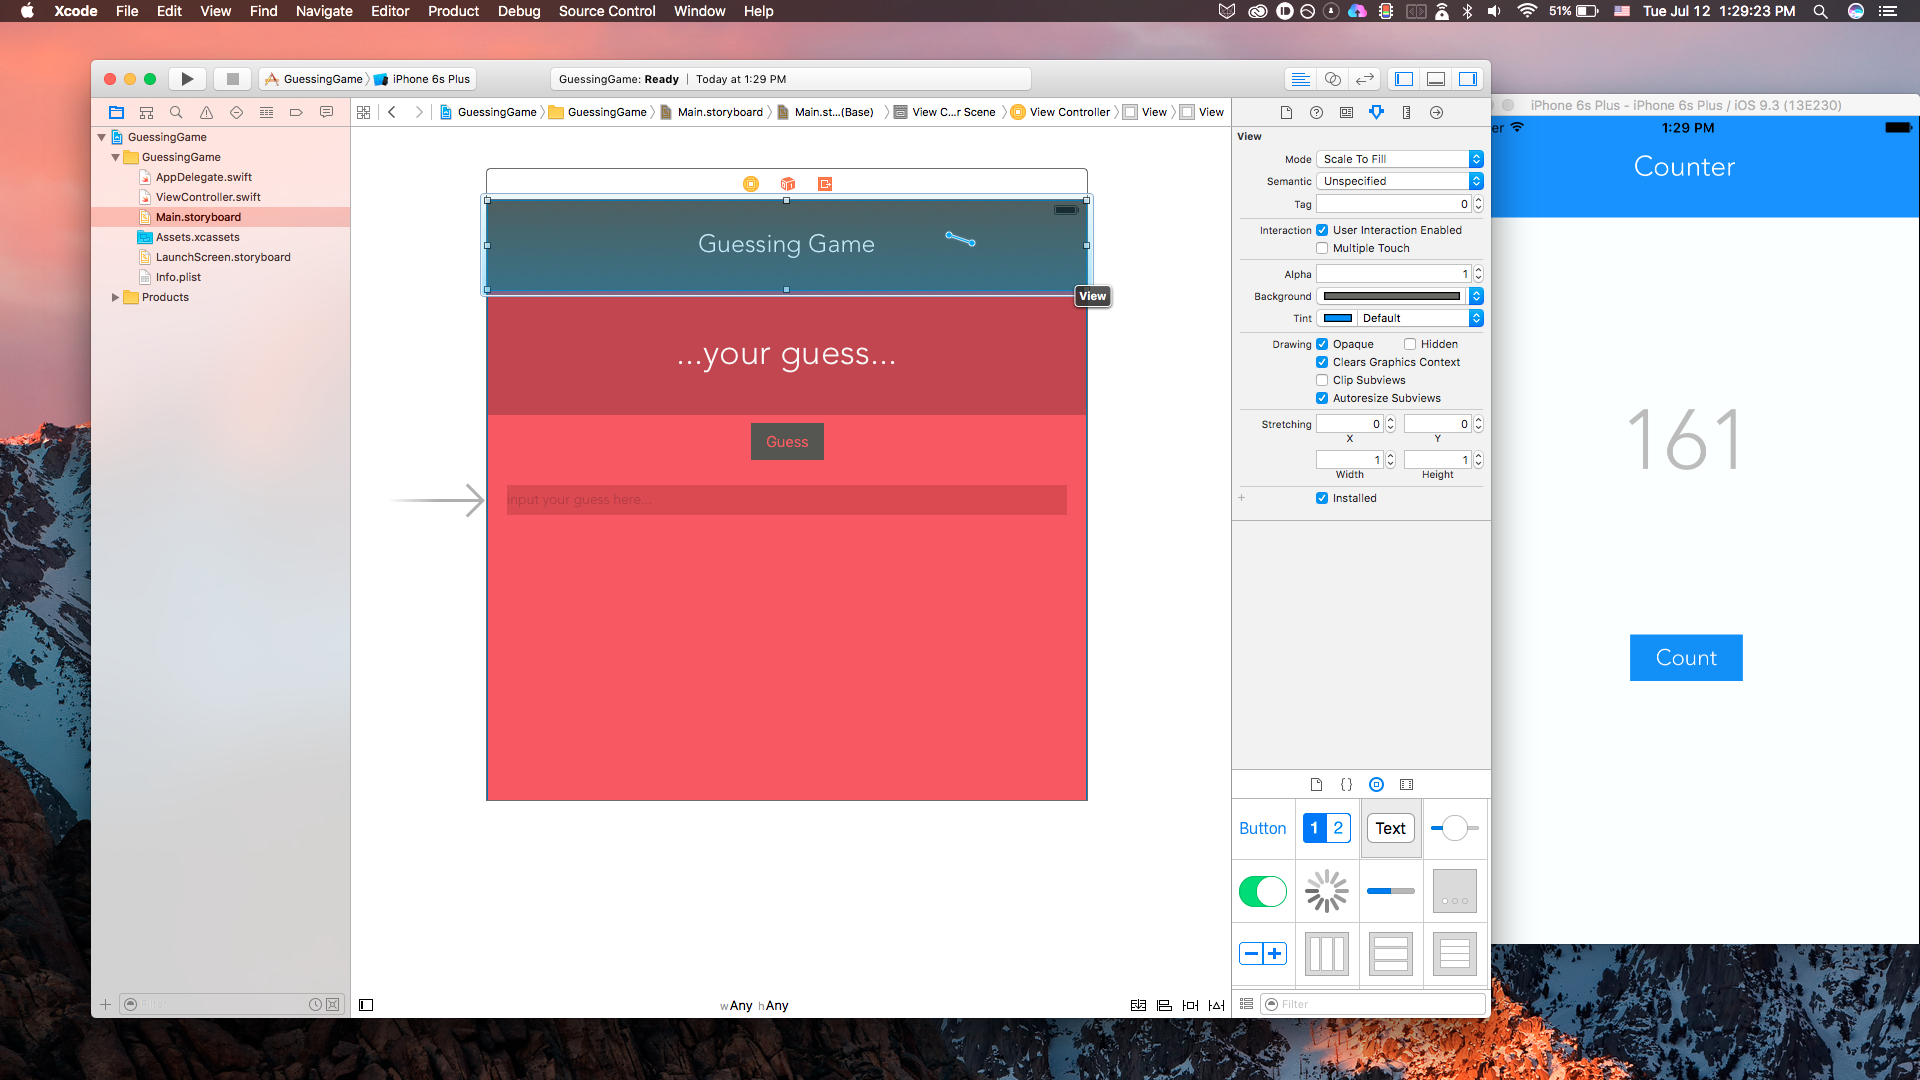 Xcode File Edit View Find Navigate Editor Product Debug Source Control Window Help
51% Tue Jul 12 1:29:23 PM
GuessingGame iPhone 6s Plus
GuessingGame: Ready | Today at 1:29 PM
GuessingGame GuessingGame Main.storyboard Main.st...(Base) View C...r Scene View Controller View View
GuessingGame
GuessingGame
AppDelegate.swift
ViewController.swift
Main.storyboard
Assets.xcassets
LaunchScreen.storyboard
Info.plist
Products
Filter
Guessing Game
View
...your guess...
Guess
input your guess here...
wAny hAny
View
Mode Scale To Fill
Semantic Unspecified
Tag 0
Interaction User Interaction Enabled
Multiple Touch
Alpha 1
Background
Tint Default
Drawing Opaque Hidden
Clears Graphics Context
Clip Subviews
Autoresize Subviews
Stretching 0 0
X Y
1 1
Width Height
+ Installed
{}
Button 1 2 Text
Filter
iPhone 6s Plus - iPhone 6s Plus / iOS 9.3 (13E230)
er 1:29 PM
Counter
161
Count